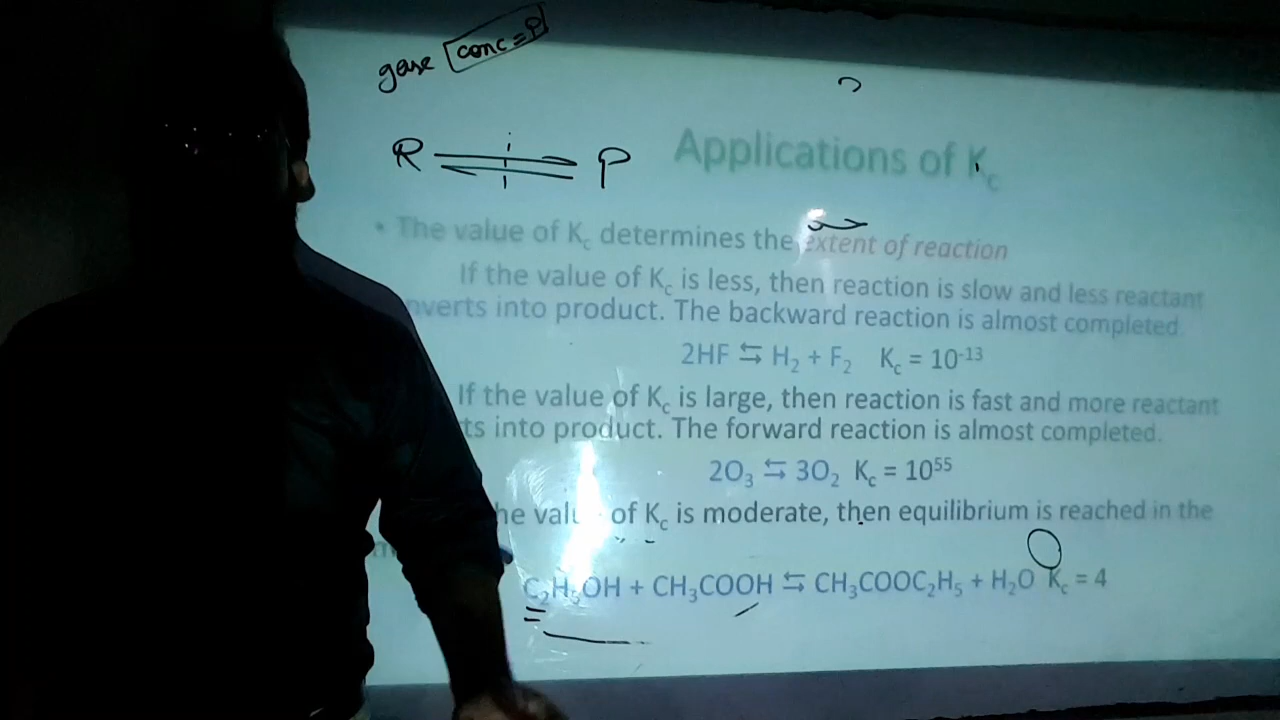 gase conc = P
R ⇌ P
Applications of Kc
• The value of Kc determines the extent of reaction
If the value of Kc is less, then reaction is slow and less reactant
nverts into product. The backward reaction is almost completed
2HF ⇆ H₂ + F₂ Kc = 10⁻¹³
If the value of Kc is large, then reaction is fast and more reactant
ts into product. The forward reaction is almost completed.
2O₃ ⇆ 3O₂ Kc = 10⁵⁵
he valu of Kc is moderate, then equilibrium is reached in the
C₂H₅OH + CH₃COOH ⇆ CH₃COOC₂H₅ + H₂O Kc = 4